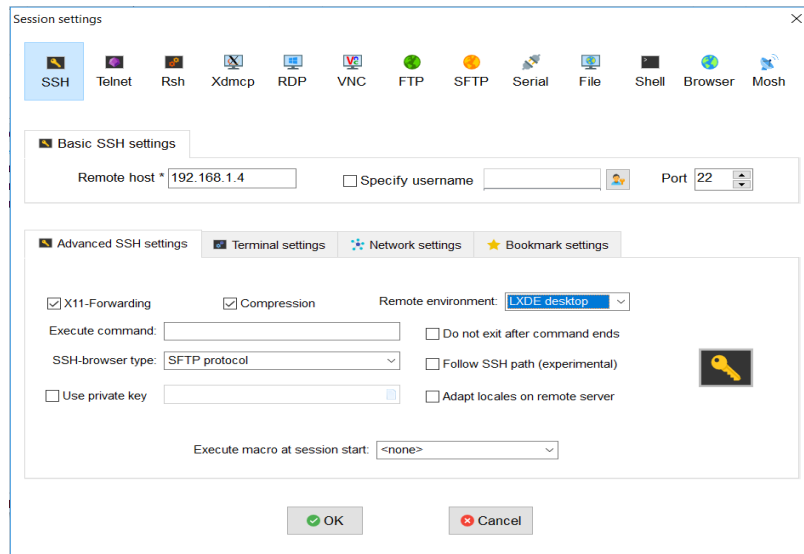 Session settings
SSH Telnet Rsh Xdmcp RDP VNC FTP SFTP Serial File Shell Browser Mosh
Basic SSH settings
Remote host * 192.168.1.4 Specify username Port 22
Advanced SSH settings Terminal settings Network settings Bookmark settings
X11-Forwarding Compression Remote environment: LXDE desktop
Execute command: Do not exit after command ends
SSH-browser type: SFTP protocol Follow SSH path (experimental)
Use private key Adapt locales on remote server
Execute macro at session start: <none>
OK Cancel